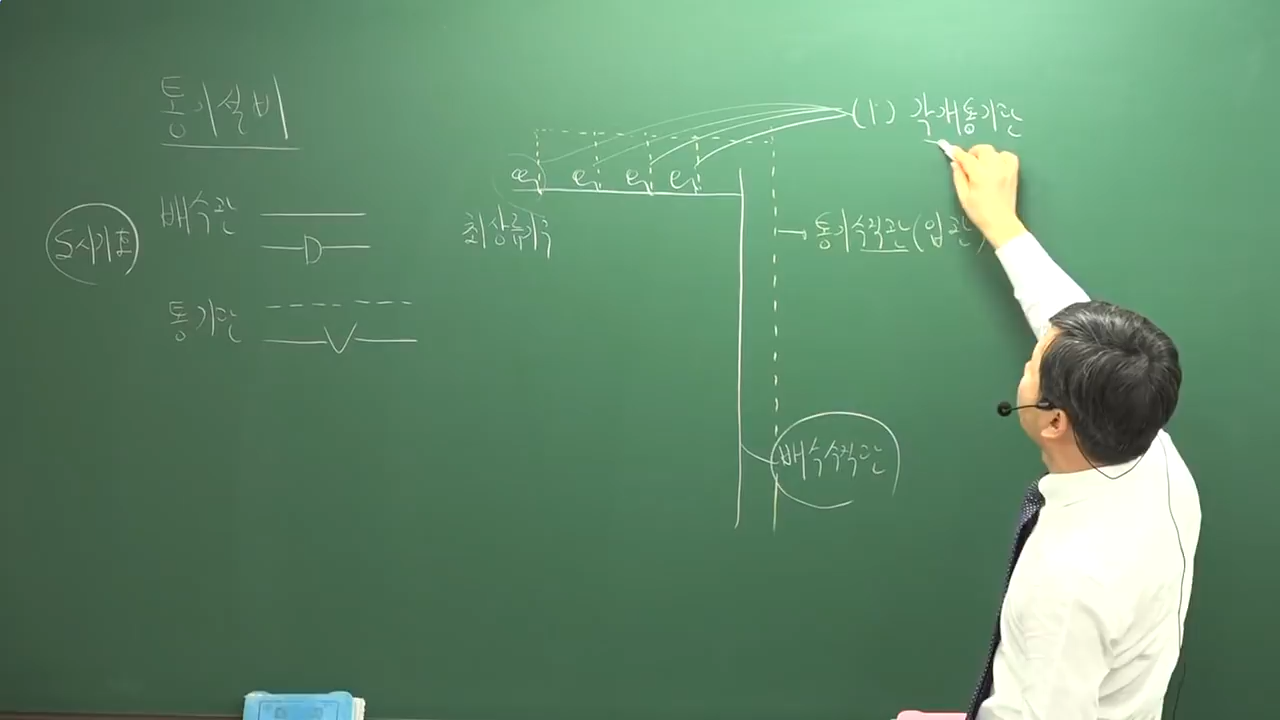 통기설비
도시기호
배수관
D
통기관
V
(1) 각개통기관
최상류기구
통기수직관(입관)
배수수직관